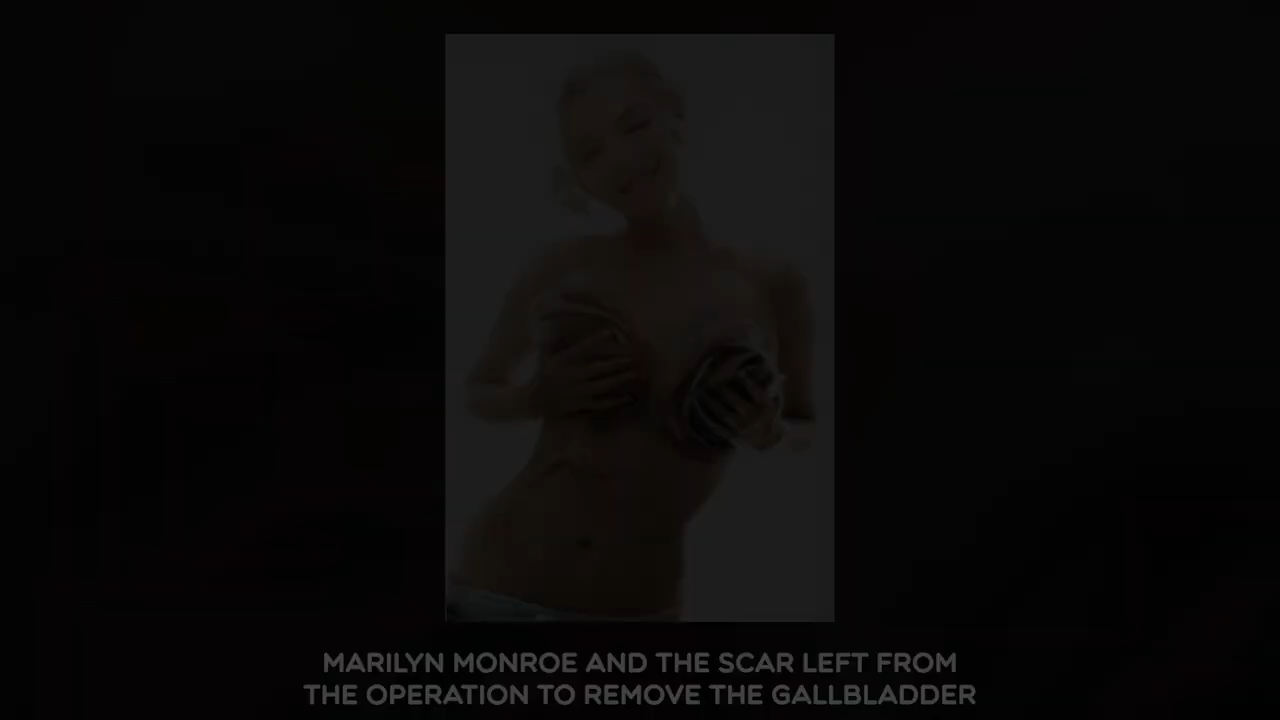 MARILYN MONROE AND THE SCAR LEFT FROM
THE OPERATION TO REMOVE THE GALLBLADDER